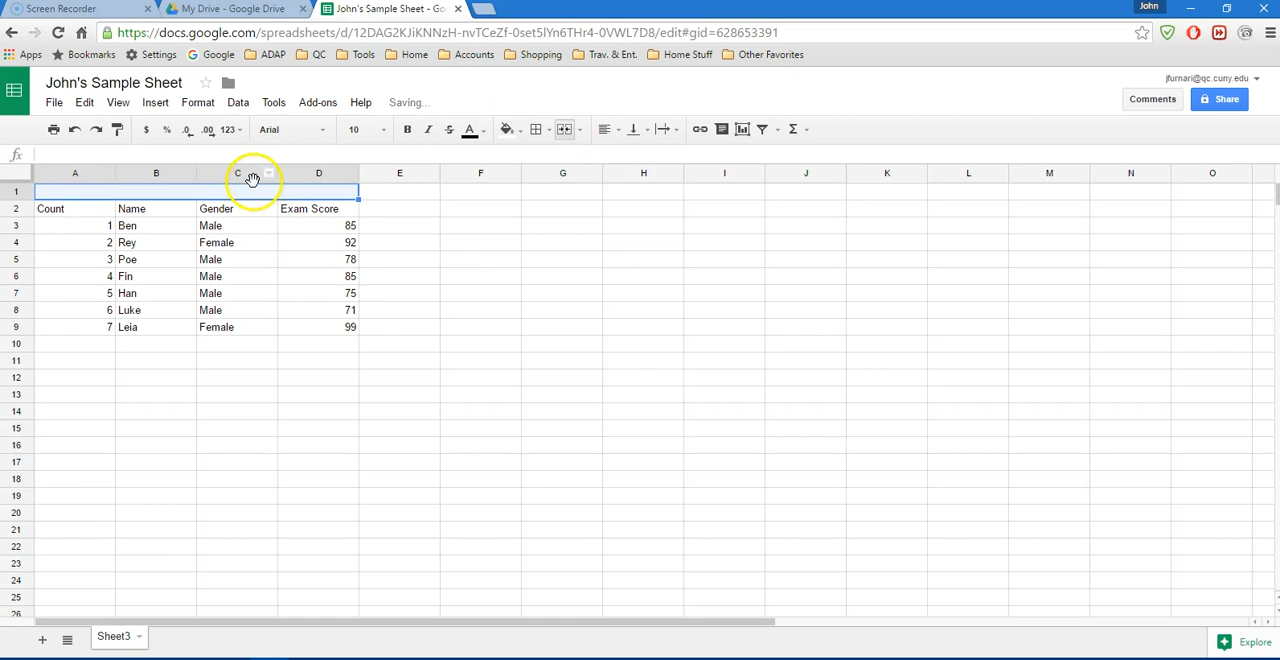 Screen Recorder
My Drive - Google Drive
John's Sample Sheet - Go
John
https://docs.google.com/spreadsheets/d/12DAG2KJiKNNzH-nvTCeZf-0set5lYn6THr4-0VWL7D8/edit#gid=628653391
Apps Bookmarks Settings Google ADAP QC Tools Home Accounts Shopping Trav. & Ent. Home Stuff Other Favorites
John's Sample Sheet
jfurnari@qc.cuny.edu
File Edit View Insert Format Data Tools Add-ons Help Saving...
Comments Share
$ % .0 .00 123 Arial 10 B I S A Σ
fx
A B C D E F G H I J K L M N O
1
2 Count Name Gender Exam Score
3 1 Ben Male 85
4 2 Rey Female 92
5 3 Poe Male 78
6 4 Fin Male 85
7 5 Han Male 75
8 6 Luke Male 71
9 7 Leia Female 99
10
11
12
13
14
15
16
17
18
19
20
21
22
23
24
25
26
Sheet3
Explore